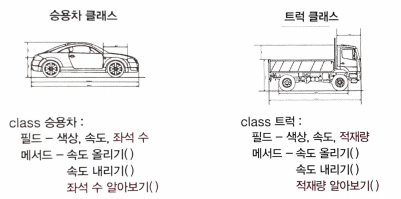 승용차 클래스
class 승용차 :
필드 – 색상, 속도, 좌석 수
메서드 – 속도 올리기( )
속도 내리기( )
좌석 수 알아보기( )
트럭 클래스
class 트럭 :
필드 – 색상, 속도, 적재량
메서드 – 속도 올리기( )
속도 내리기( )
적재량 알아보기( )